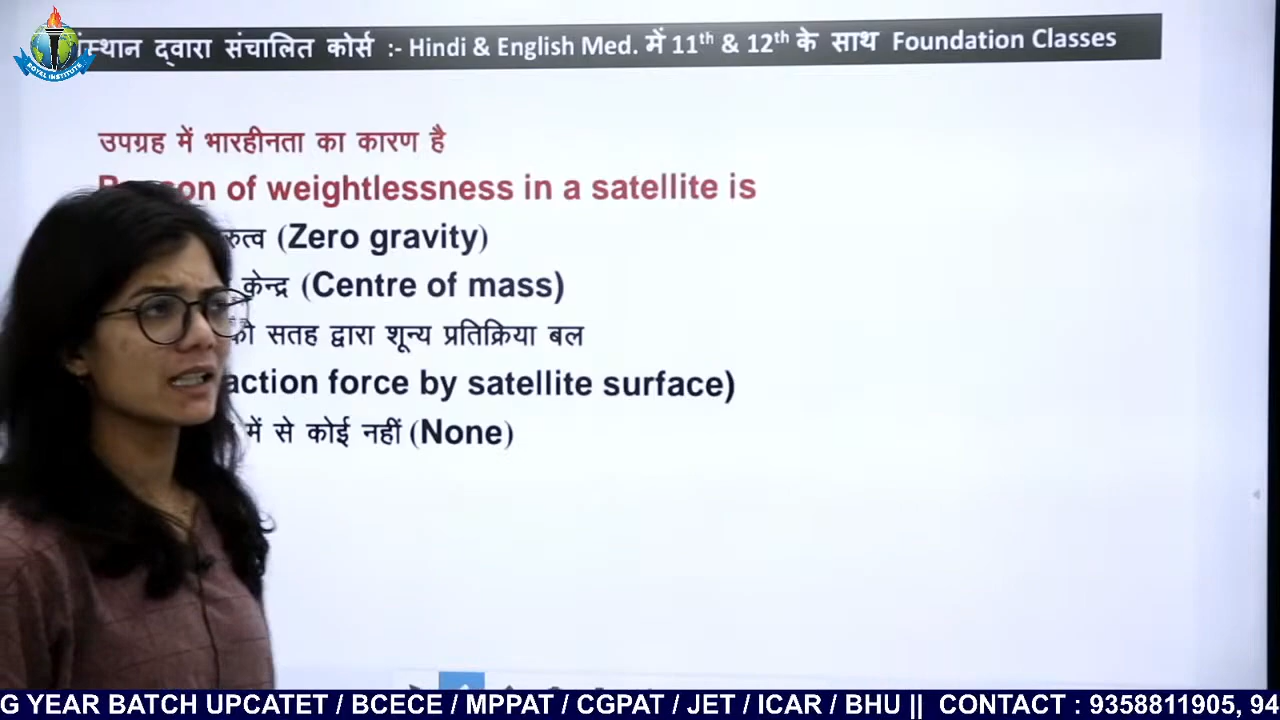 संस्थान द्वारा संचालित कोर्स :- Hindi & English Med. में 11th & 12th के साथ Foundation Classes
ROYAL INSTITUTE
उपग्रह में भारहीनता का कारण है
of weightlessness in a satellite is
(Zero gravity)
केन्द्र (Centre of mass)
सतह द्वारा शून्य प्रतिक्रिया बल
force by satellite surface)
में से कोई नहीं (None)
G YEAR BATCH UPCATET / BCECE / MPPAT / CGPAT / JET / ICAR / BHU || CONTACT : 9358811905, 94